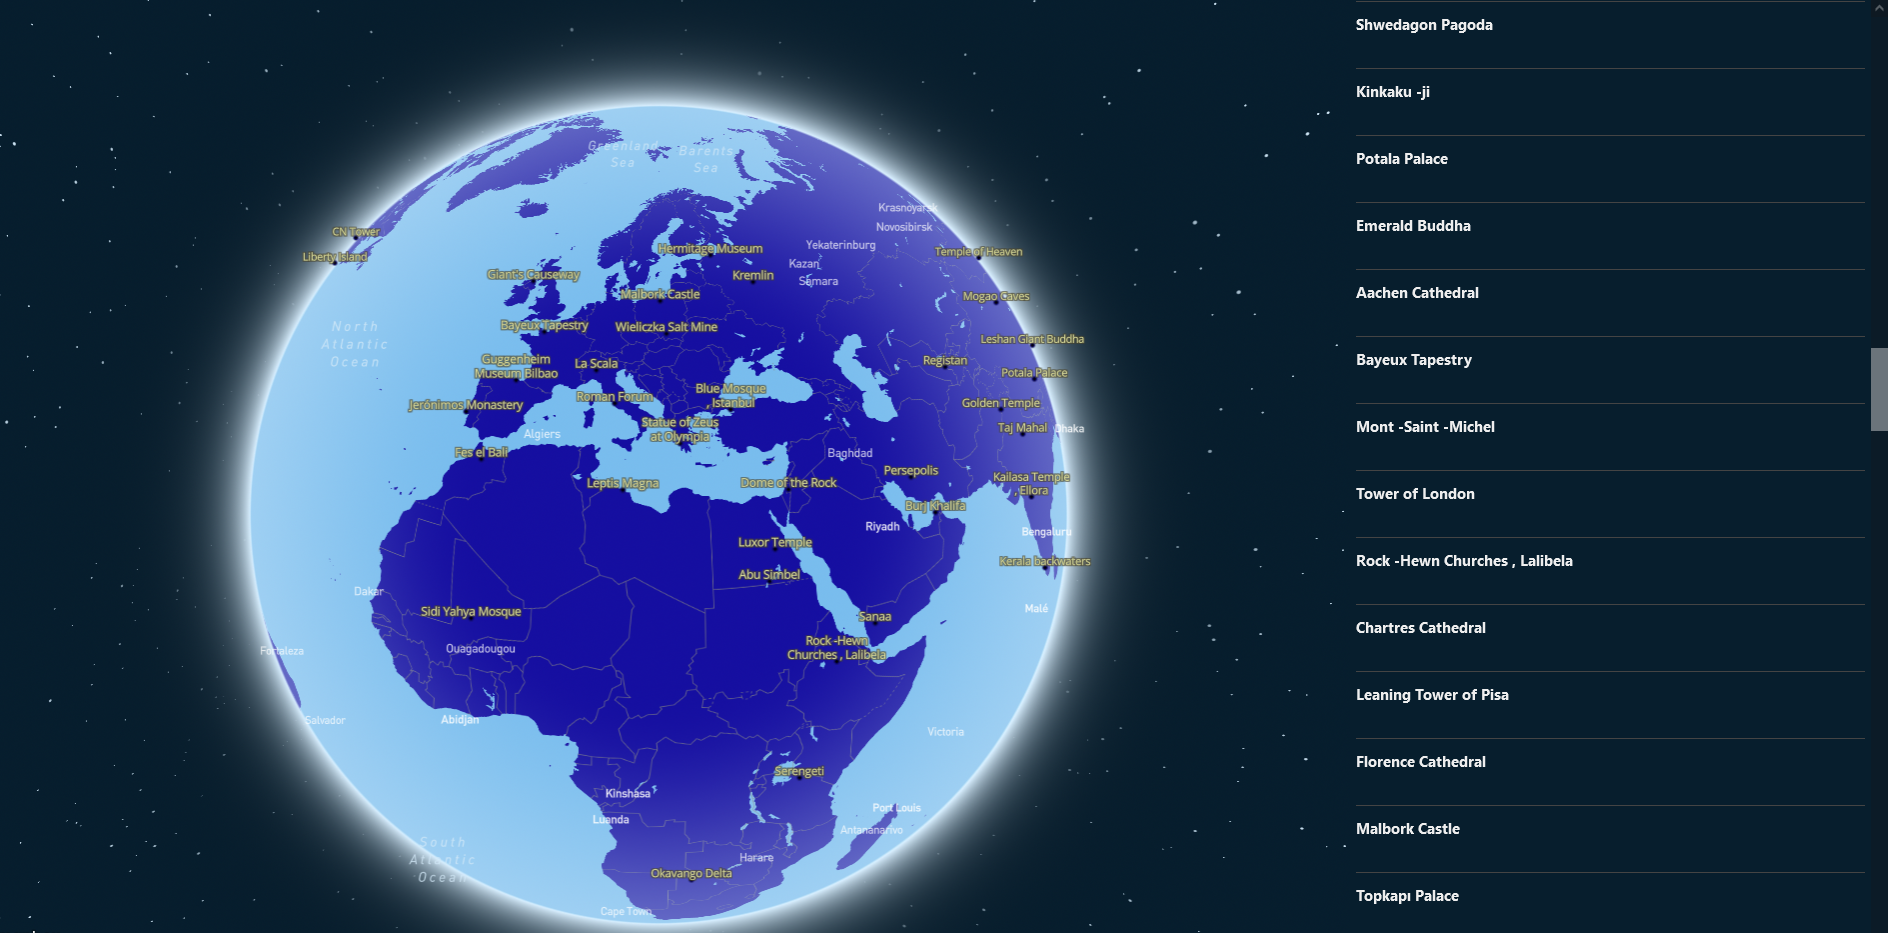 Greenland
Sea
Barents
Sea
CN Tower
Liberty Island
Krasnoyarsk
Novosibirsk
Yekaterinburg
Kazan
Samara
Temple of Heaven
Hermitage Museum
Giant's Causeway
Kremlin
Malbork Castle
Mogao Caves
North
Atlantic
Ocean
Bayeux Tapestry
Wieliczka Salt Mine
Leshan Giant Buddha
Guggenheim
Museum Bilbao
La Scala
Registan
Potala Palace
Blue Mosque
, Istanbul
Roman Forum
Jerónimos Monastery
Golden Temple
Statue of Zeus
at Olympia
Taj Mahal
Dhaka
Algiers
Fes el Bali
Baghdad
Persepolis
Kailasa Temple
, Ellora
Leptis Magna
Dome of the Rock
Burj Khalifa
Riyadh
Bengaluru
Luxor Temple
Kerala backwaters
Abu Simbel
Dakar
Malé
Sidi Yahya Mosque
Sanaa
Rock -Hewn
Churches , Lalibela
Ouagadougou
Fortaleza
Salvador
Abidjan
Victoria
Serengeti
Kinshasa
Port Louis
Luanda
Antananarivo
South
Atlantic
Ocean
Harare
Okavango Delta
Cape Town
Shwedagon Pagoda
Kinkaku -ji
Potala Palace
Emerald Buddha
Aachen Cathedral
Bayeux Tapestry
Mont -Saint -Michel
Tower of London
Rock -Hewn Churches , Lalibela
Chartres Cathedral
Leaning Tower of Pisa
Florence Cathedral
Malbork Castle
Topkapı Palace